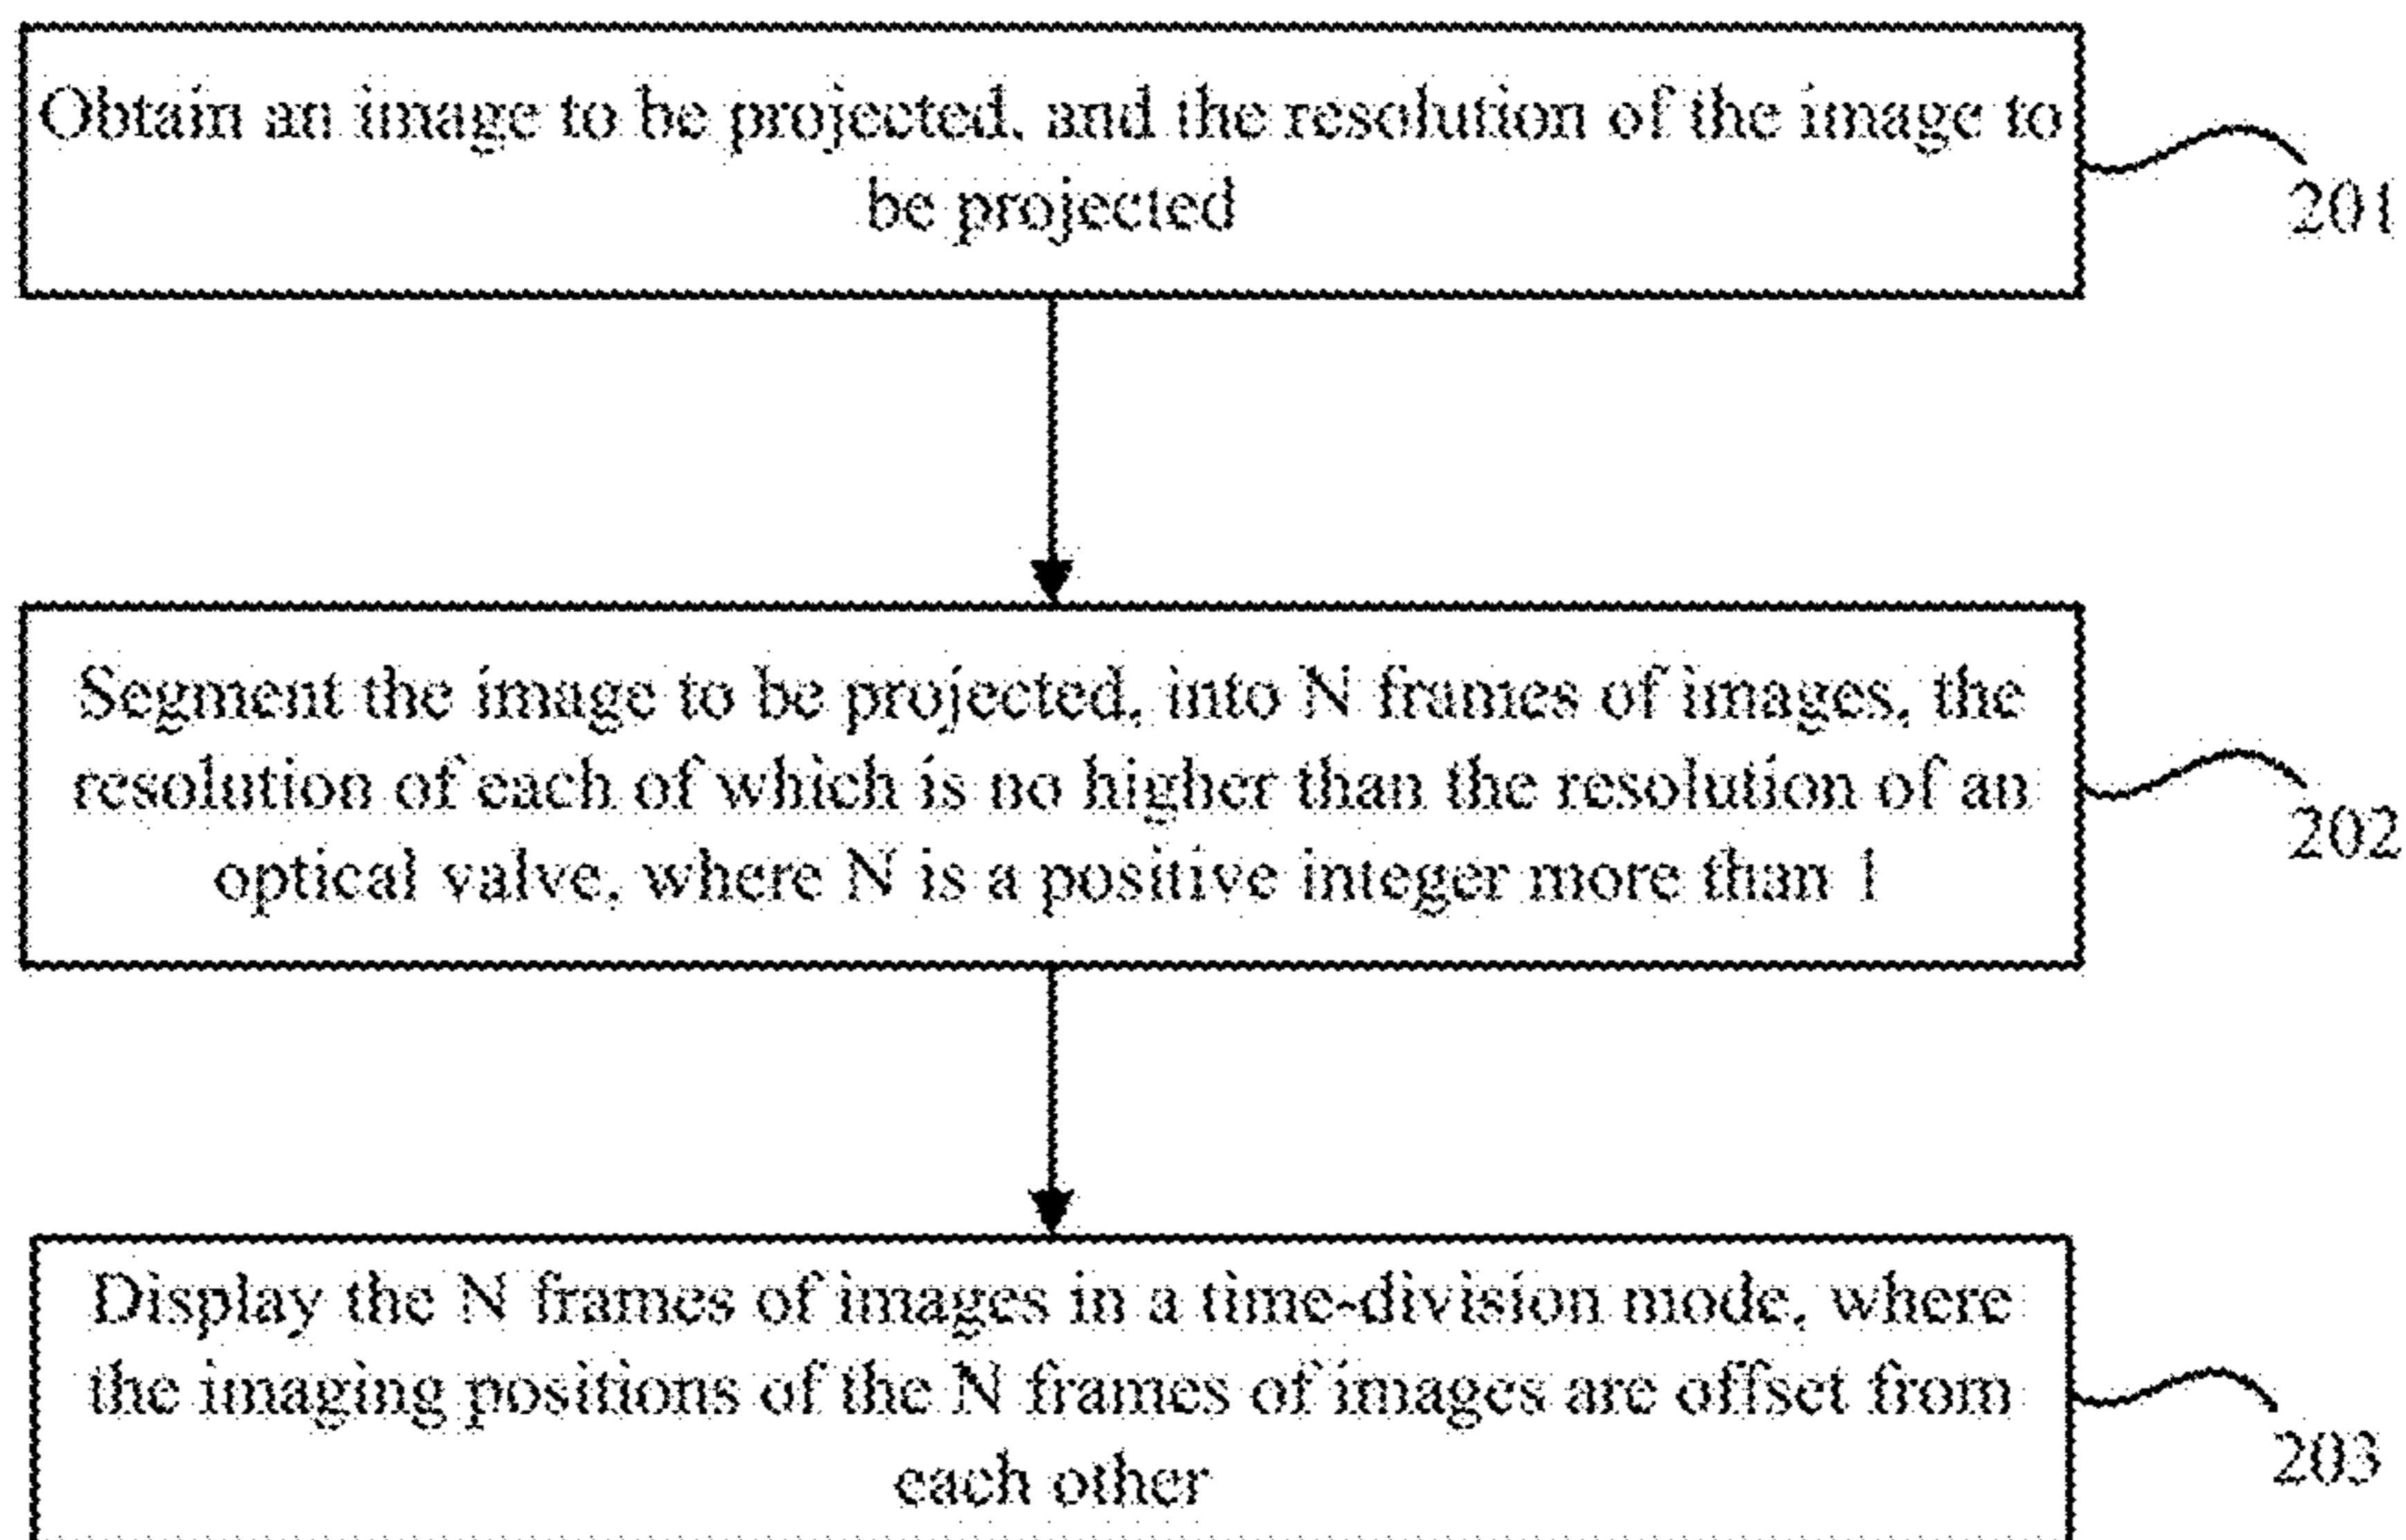 Obtain an image to be projected, and the resolution of the image to
be projected
201
Segment the image to be projected, into N frames of images, the
resolution of each of which is no higher than the resolution of an
optical valve, where N is a positive integer more than 1
202
Display the N frames of images in a time-division mode, where
the imaging positions of the N frames of images are offset from
each other
203